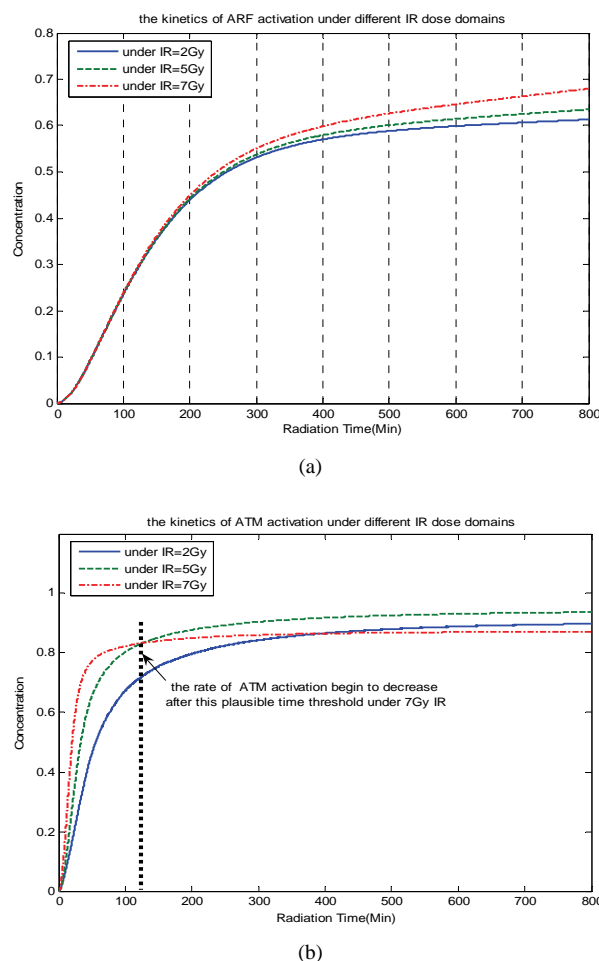 the kinetics of ARF activation under different IR dose domains
0.8
0.7
0.6
0.5
0.4
0.3
0.2
0.1
0
Concentration
under IR=2Gy
under IR=5Gy
under IR=7Gy
0 100 200 300 400 500 600 700 800
Radiation Time(Min)
(a)
the kinetics of ATM activation under different IR dose domains
1
0.8
0.6
0.4
0.2
0
Concentration
under IR=2Gy
under IR=5Gy
under IR=7Gy
the rate of ATM activation begin to decrease
after this plausible time threshold under 7Gy IR
0 100 200 300 400 500 600 700 800
Radiation Time(Min)
(b)